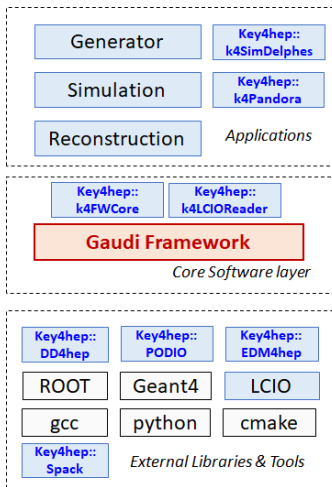 Generator
Key4hep::
k4SimDelphes
Simulation
Key4hep::
k4Pandora
Reconstruction
Applications
Key4hep::
k4FWCore
Key4hep::
k4LCIOReader
Gaudi Framework
Core Software layer
Key4hep::
DD4hep
Key4hep::
PODIO
Key4hep::
EDM4hep
ROOT
Geant4
LCIO
gcc
python
cmake
Key4hep::
Spack
External Libraries & Tools